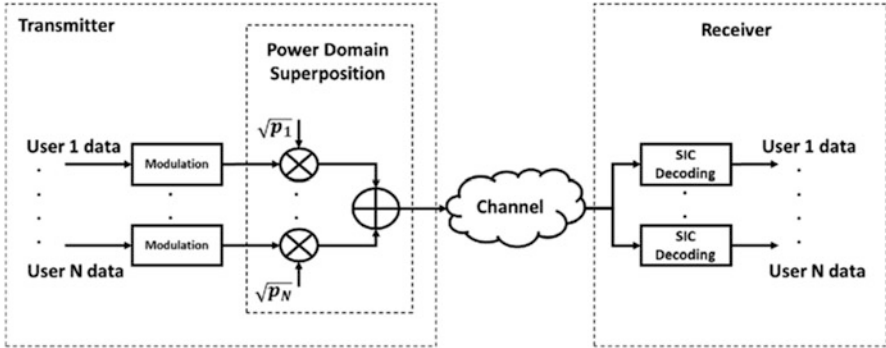 Transmitter
Power Domain
Superposition
√p₁
User 1 data
Modulation
User N data
Modulation
√p_N
Channel
Receiver
SIC
Decoding
User 1 data
SIC
Decoding
User N data